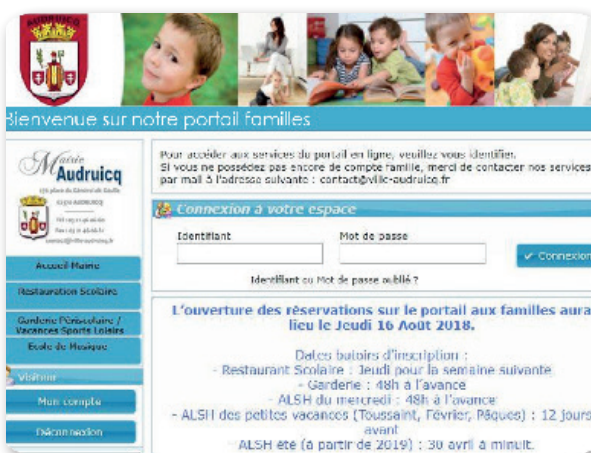 AUDRUICQ
Bienvenue sur notre portail familles
Mairie
Audruicq
Pour accéder aux services du portail en ligne, veuillez vous identifier.
Si vous ne possédez pas encore de compte famille, merci de contacter nos services
par mail à l'adresse suivante : contact@ville-audruicq.fr
Connexion à votre espace
Identifiant
Mot de passe
Connexion
Identifiant ou Mot de passe oublié ?
Accueil Mairie
Restauration Scolaire
Garderie Périscolaire /
Vacances Sports Loisirs
Ecole de Musique
Visiteur
Mon compte
Déconnexion
L'ouverture des réservations sur le portail aux familles aura
lieu le Jeudi 16 Août 2018.
Dates butoirs d'inscription :
- Restaurant Scolaire : Jeudi pour la semaine suivante
- Garderie : 48h à l'avance
- ALSH du mercredi : 48h à l'avance
- ALSH des petites vacances (Toussaint, Février, Pâques) : 12 jours
avant
- ALSH été (à partir de 2019) : 30 avril à minuit.